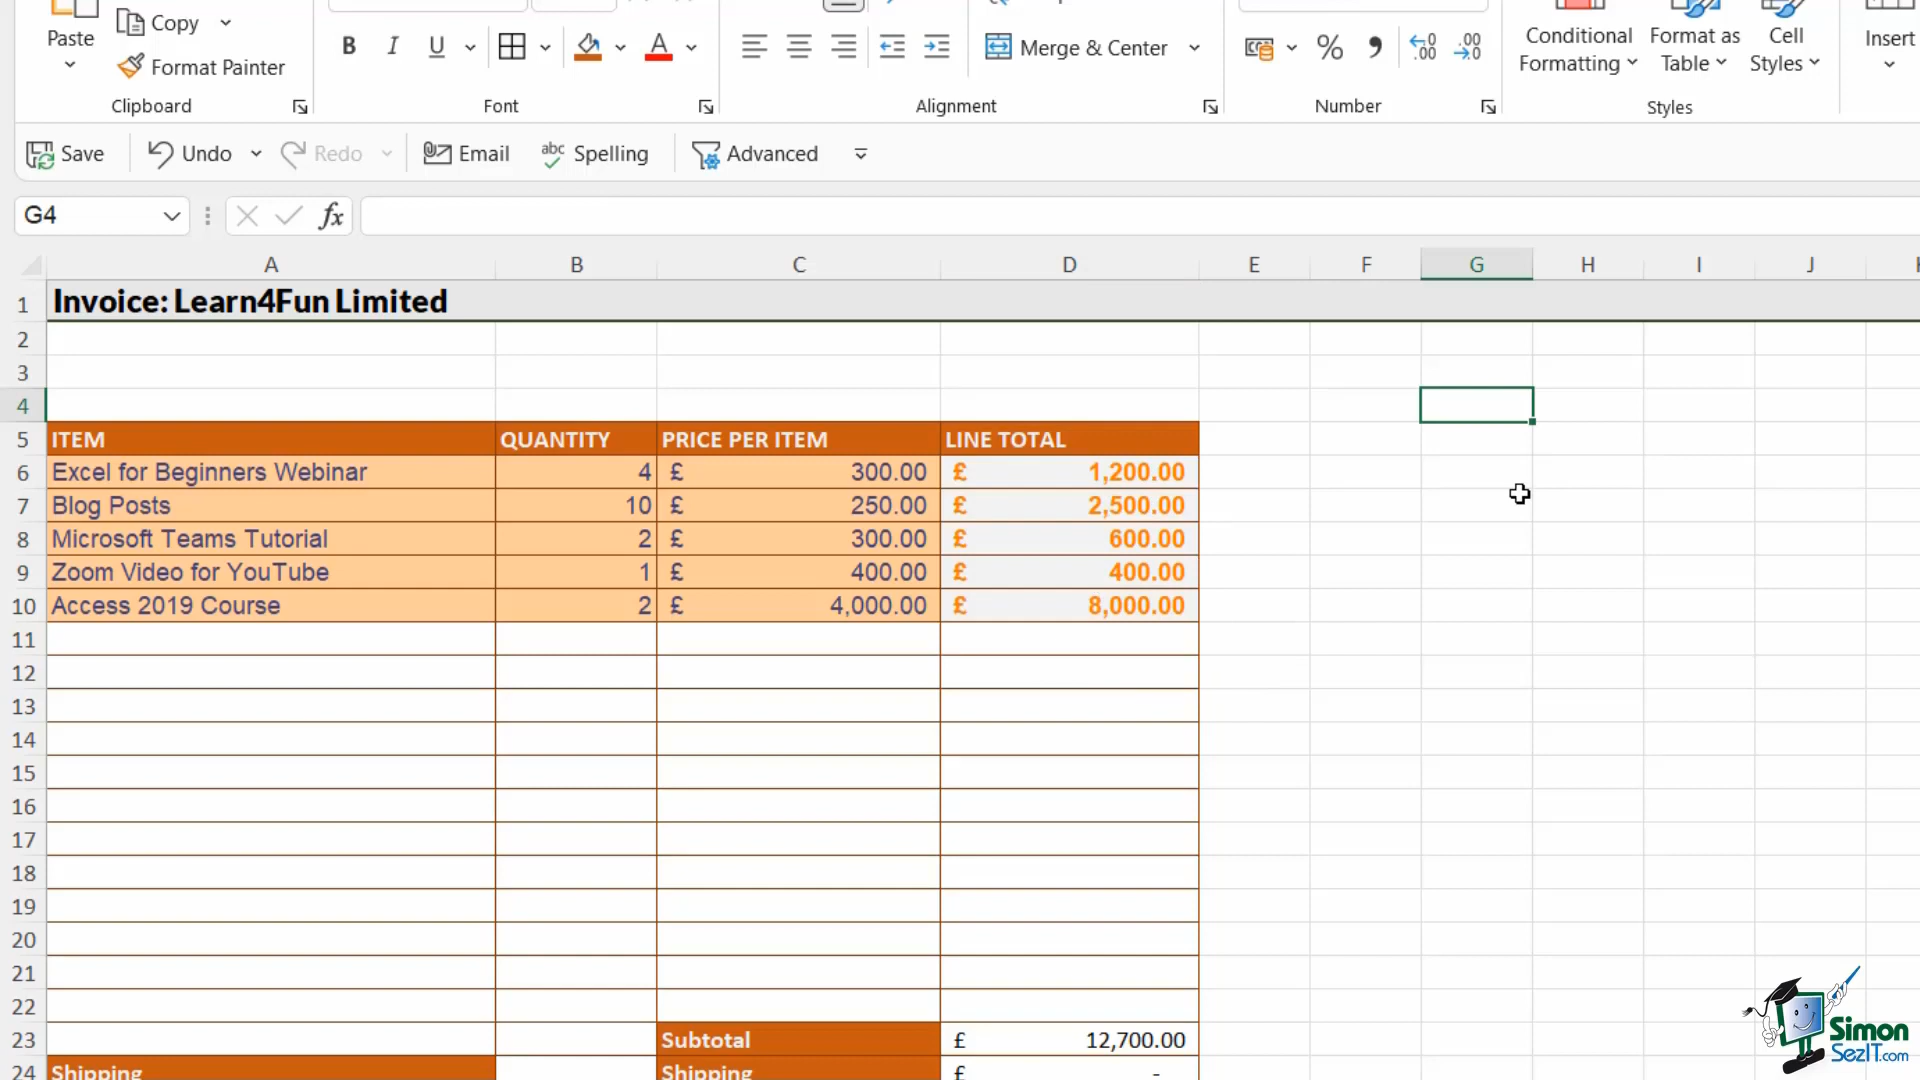 Paste
Copy
Format Painter
Clipboard
B I U
A
Font
Merge & Center
Alignment
% 9 .00 .00
Number
Conditional Formatting
Format as Table
Cell Styles
Styles
Insert
Save
Undo
Redo
Email
abc Spelling
Advanced
G4
fx
A B C D E F G H I J
1 Invoice: Learn4Fun Limited
2
3
4
5 ITEM QUANTITY PRICE PER ITEM LINE TOTAL
6 Excel for Beginners Webinar 4 £ 300.00 £ 1,200.00
7 Blog Posts 10 £ 250.00 £ 2,500.00
8 Microsoft Teams Tutorial 2 £ 300.00 £ 600.00
9 Zoom Video for YouTube 1 £ 400.00 £ 400.00
10 Access 2019 Course 2 £ 4,000.00 £ 8,000.00
11
12
13
14
15
16
17
18
19
20
21
22
23 Subtotal £ 12,700.00
24 Shipping Shipping £ -
Simon
SezIT.com